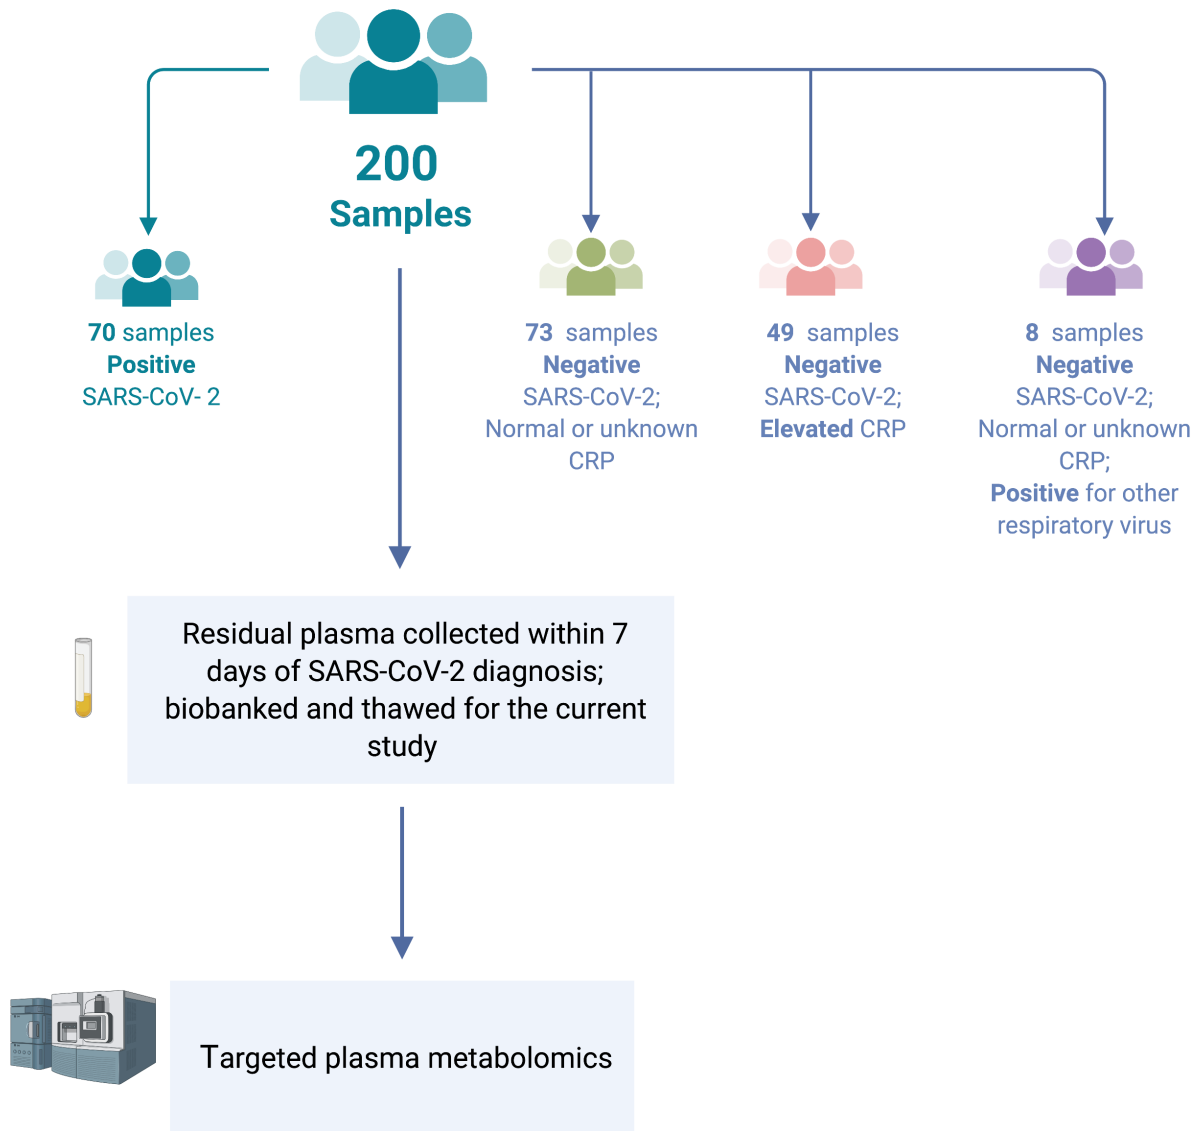 200
Samples
70 samples
Positive
SARS-CoV- 2
73 samples
Negative
SARS-CoV-2;
Normal or unknown
CRP
49 samples
Negative
SARS-CoV-2;
Elevated CRP
8 samples
Negative
SARS-CoV-2;
Normal or unknown
CRP;
Positive for other
respiratory virus
Residual plasma collected within 7
days of SARS-CoV-2 diagnosis;
biobanked and thawed for the current
study
Targeted plasma metabolomics